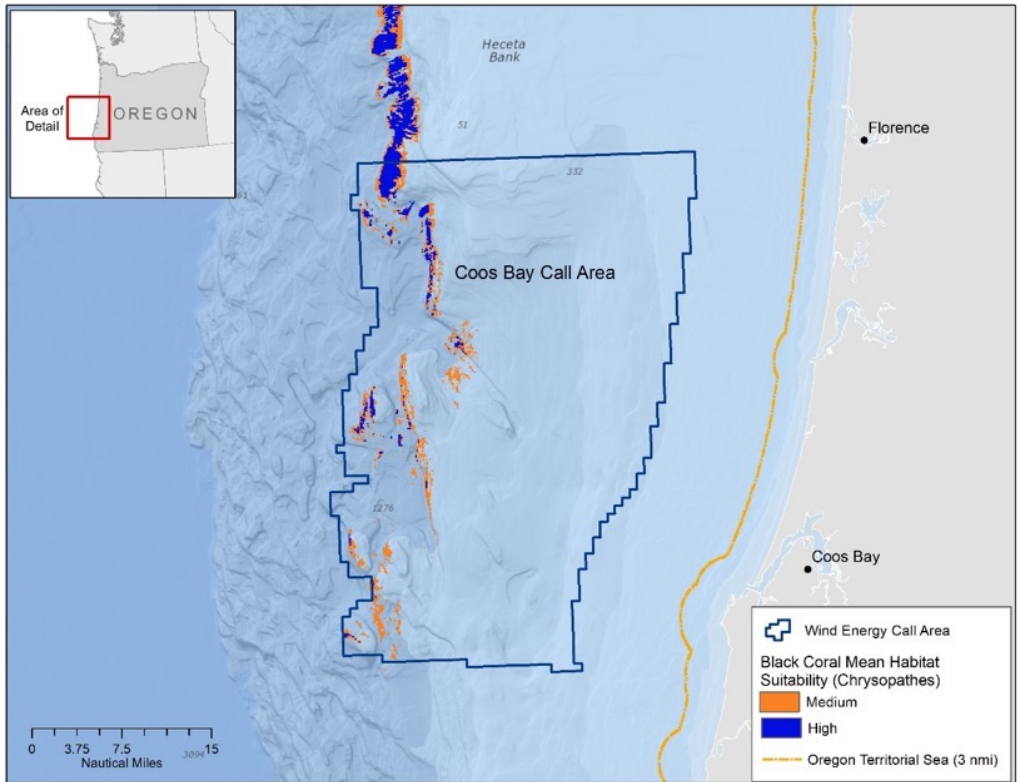 Area of
Detail
OREGON
Heceta
Bank
51
Florence
332
61
Coos Bay Call Area
1276
Coos Bay
Wind Energy Call Area
Black Coral Mean Habitat
Suitability (Chrysopathes)
Medium
High
Oregon Territorial Sea (3 nmi)
0 3.75 7.5 15
Nautical Miles
3094